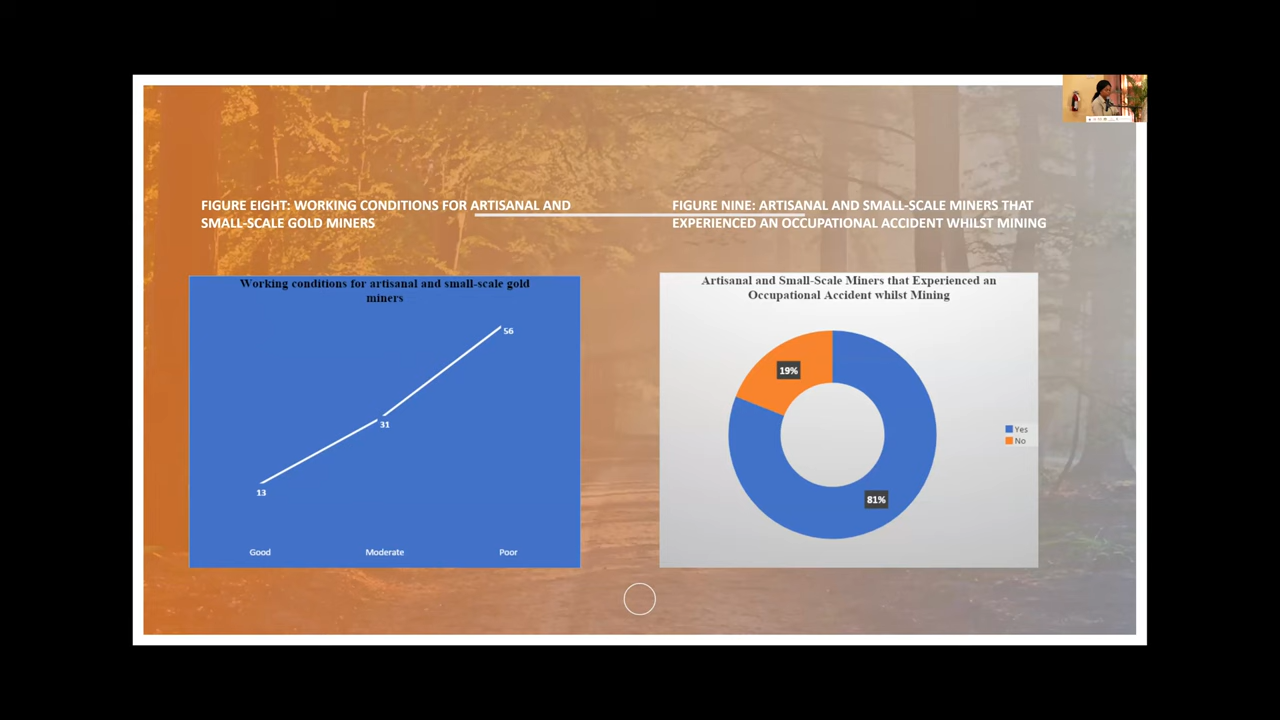 FIGURE EIGHT: WORKING CONDITIONS FOR ARTISANAL AND
SMALL-SCALE GOLD MINERS
Working conditions for artisanal and small-scale gold
miners
56
31
13
Good Moderate Poor
FIGURE NINE: ARTISANAL AND SMALL-SCALE MINERS THAT
EXPERIENCED AN OCCUPATIONAL ACCIDENT WHILST MINING
Artisanal and Small-Scale Miners that Experienced an
Occupational Accident whilst Mining
19%
81%
Yes
No